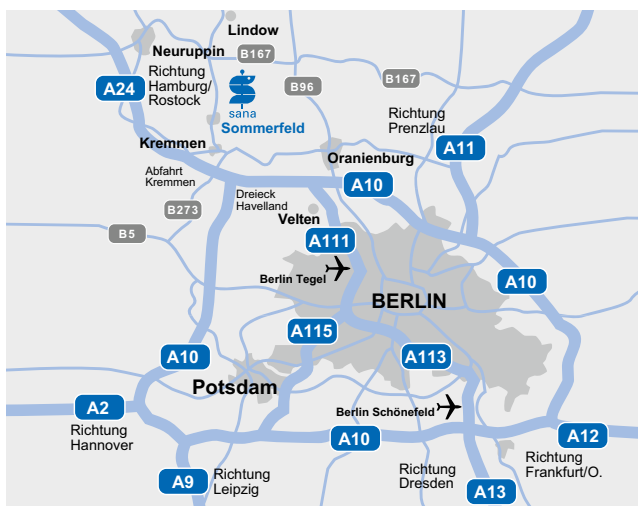 Lindow
Neuruppin
B167
A24
Richtung
Hamburg/
Rostock
B96
B167
sana
Sommerfeld
Richtung
Prenzlau
A11
Kremmen
Oranienburg
Abfahrt
Kremmen
A10
Dreieck
Havelland
B273
Velten
B5
A111
Berlin Tegel
A10
BERLIN
A115
A113
A10
Potsdam
A2
Berlin Schönefeld
Richtung
Hannover
A10
A12
Richtung
Frankfurt/O.
Richtung
Leipzig
Richtung
Dresden
A9
A13